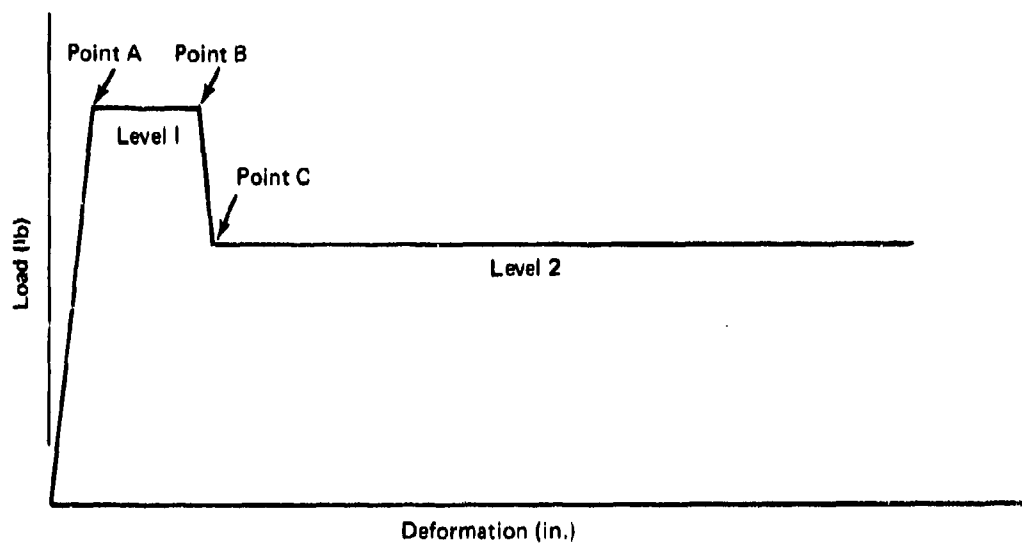 Point A
Point B
Level I
Point C
Load (lb)
Level 2
Deformation (in.)